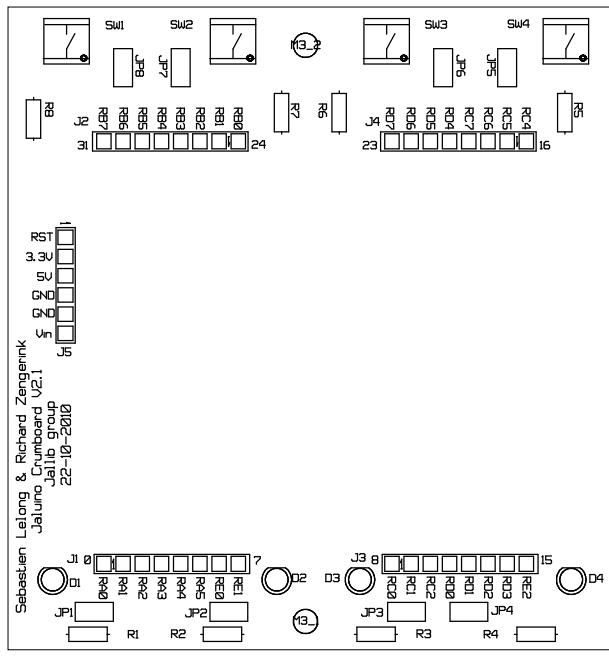 SW1 SW2 SW3 SW4
M3_2
JP8 JP7 JP6 JP5
R8 R7 R6 R5
J2 RB7 RB6 RB5 RB4 RB3 RB2 RB1 RB0
31 24
J4 RD7 RD6 RD5 RD4 RC7 RC6 RC5 RC4
23 16
1
RST
3.3V
5V
GND
GND
Vin
J5
Sebastien Lelong & Richard Zengerink
Jaluino Crumboard V2.1
Jallib group
22-10-2010
J1 0 7
J3 8 15
D1 D2 D3 D4
RA0 RA1 RA2 RA3 RA4 RA5 RE0 RE1
RC0 RC1 RC2 RD0 RD1 RD2 RD3 RE2
JP1 JP2 JP3 JP4
M3_
R1 R2 R3 R4